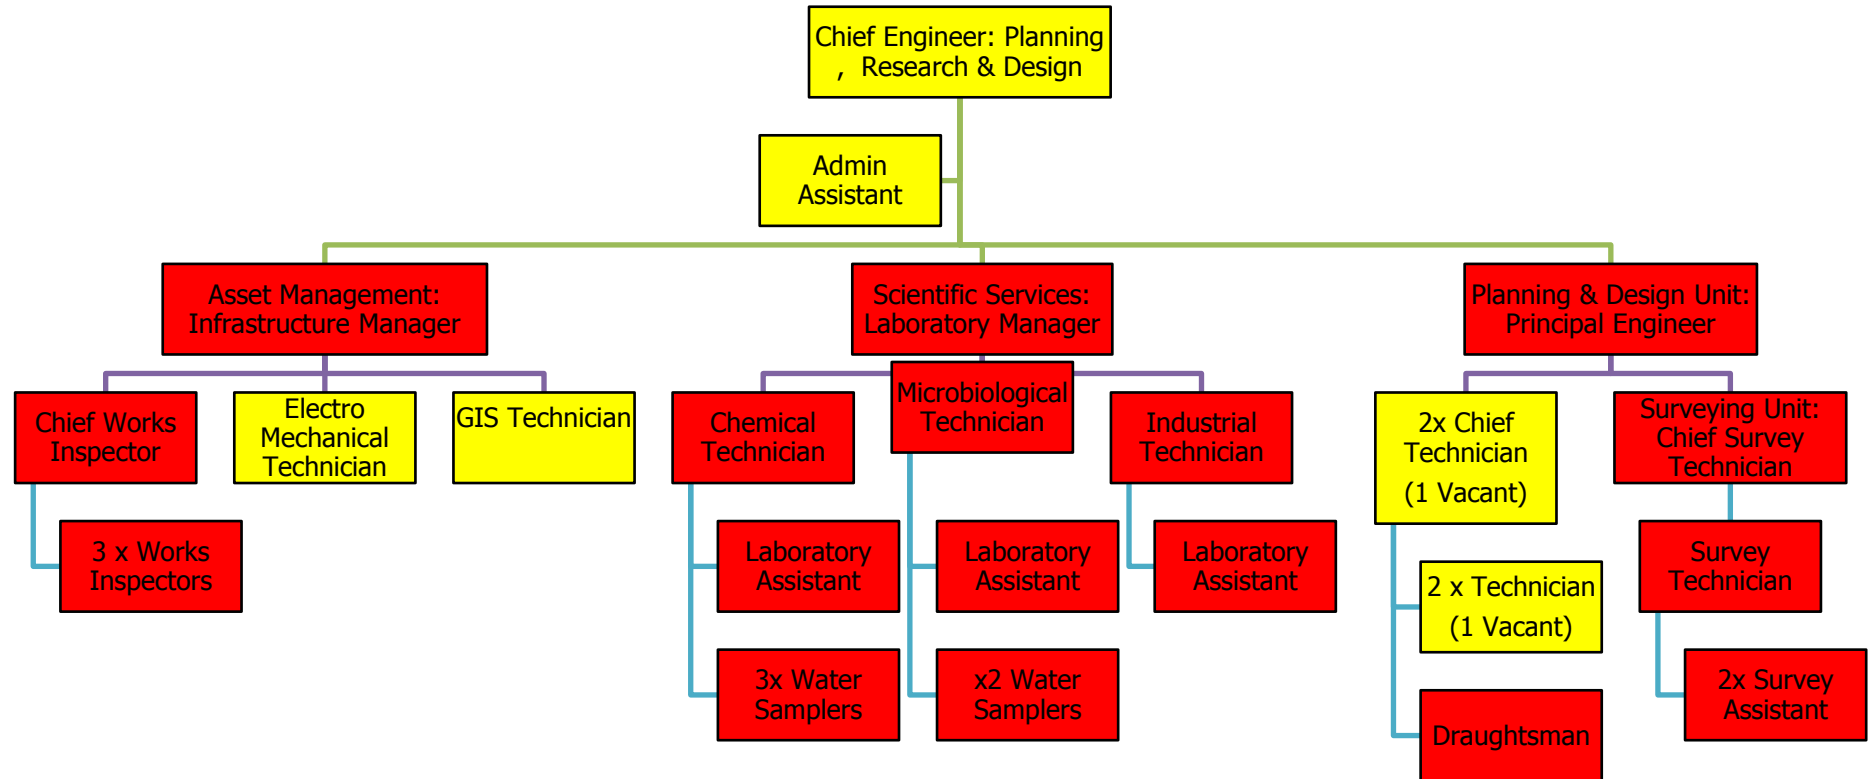 Chief Engineer: Planning
, Research & Design
Admin
Assistant
Asset Management:
Infrastructure Manager
Scientific Services:
Laboratory Manager
Planning & Design Unit:
Principal Engineer
Chief Works
Inspector
Electro
Mechanical
Technician
GIS Technician
Chemical
Technician
Microbiological
Technician
Industrial
Technician
2x Chief
Technician
(1 Vacant)
Surveying Unit:
Chief Survey
Technician
3 x Works
Inspectors
Laboratory
Assistant
Laboratory
Assistant
Laboratory
Assistant
2 x Technician
(1 Vacant)
Survey
Technician
3x Water
Samplers
x2 Water
Samplers
Draughtsman
2x Survey
Assistant